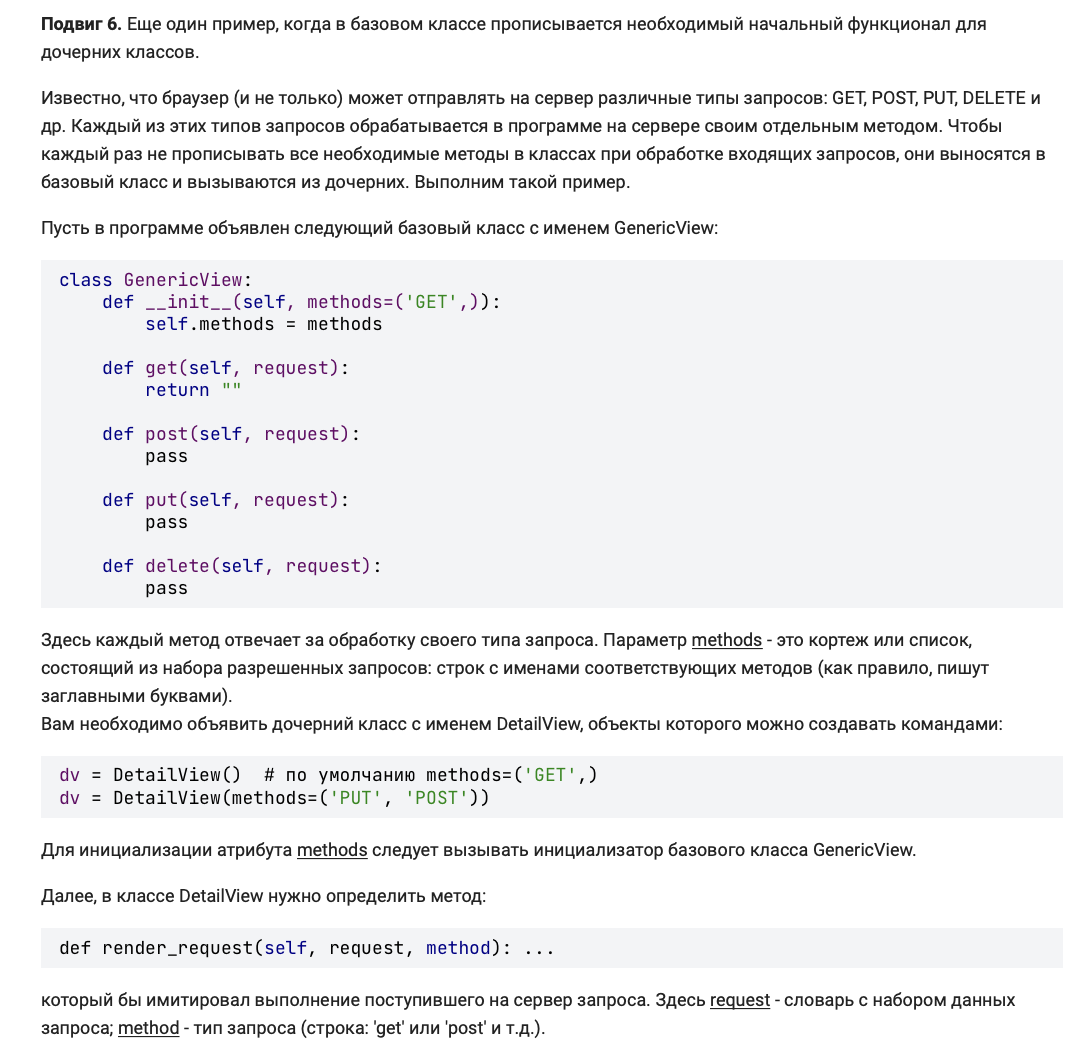 Подвиг 6. Еще один пример, когда в базовом классе прописывается необходимый начальный функционал для
дочерних классов.
Известно, что браузер (и не только) может отправлять на сервер различные типы запросов: GET, POST, PUT, DELETE и
др. Каждый из этих типов запросов обрабатывается в программе на сервере своим отдельным методом. Чтобы
каждый раз не прописывать все необходимые методы в классах при обработке входящих запросов, они выносятся в
базовый класс и вызываются из дочерних. Выполним такой пример.
Пусть в программе объявлен следующий базовый класс с именем GenericView:
class GenericView:
    def __init__(self, methods=('GET',)):
        self.methods = methods
    def get(self, request):
        return ""
    def post(self, request):
        pass
    def put(self, request):
        pass
    def delete(self, request):
        pass
Здесь каждый метод отвечает за обработку своего типа запроса. Параметр methods - это кортеж или список,
состоящий из набора разрешенных запросов: строк с именами соответствующих методов (как правило, пишут
заглавными буквами).
Вам необходимо объявить дочерний класс с именем DetailView, объекты которого можно создавать командами:
dv = DetailView()  # по умолчанию methods=('GET',)
dv = DetailView(methods=('PUT', 'POST'))
Для инициализации атрибута methods следует вызывать инициализатор базового класса GenericView.
Далее, в классе DetailView нужно определить метод:
def render_request(self, request, method): ...
который бы имитировал выполнение поступившего на сервер запроса. Здесь request - словарь с набором данных
запроса; method - тип запроса (строка: 'get' или 'post' и т.д.).